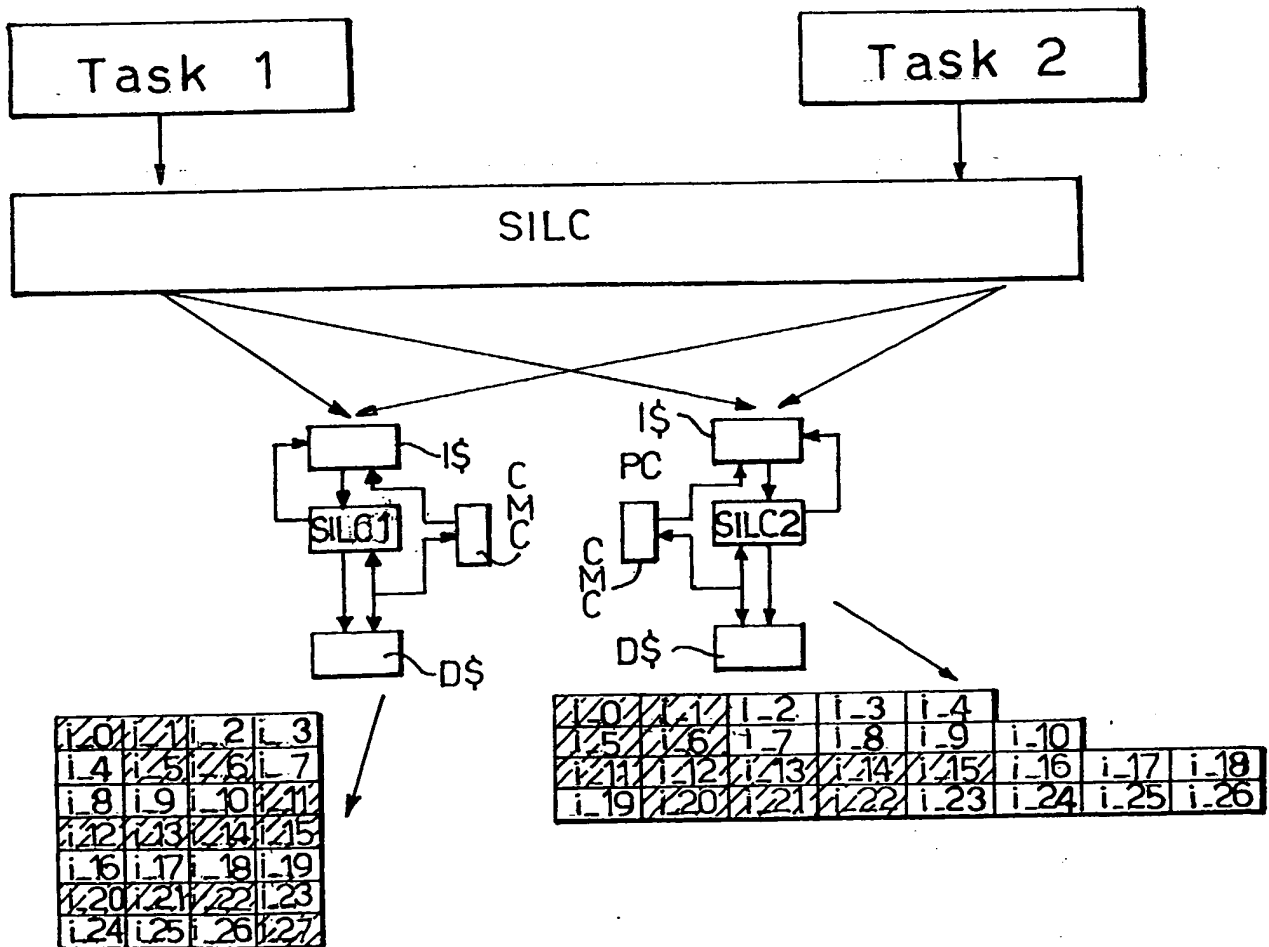 Task 1
Task 2
SILC
I$
C
M
C
SILC1
I$
PC
C
M
C
SILC2
D$
D$
i_0 i_1 i_2 i_3
i_4 i_5 i_6 i_7
i_8 i_9 i_10 i_11
i_12 i_13 i_14 i_15
i_16 i_17 i_18 i_19
i_20 i_21 i_22 i_23
i_24 i_25 i_26 i_27
i_0 i_1 i_2 i_3 i_4
i_5 i_6 i_7 i_8 i_9 i_10
i_11 i_12 i_13 i_14 i_15 i_16 i_17 i_18
i_19 i_20 i_21 i_22 i_23 i_24 i_25 i_26